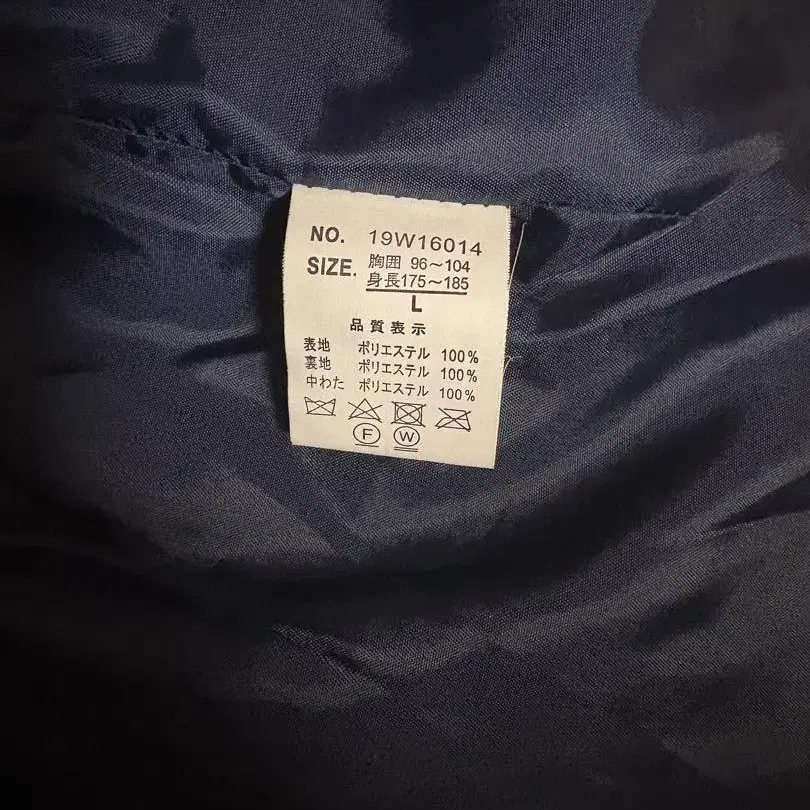 NO. 19W16014
SIZE. 胸囲 96～104
身長175～185
L
品質表示
表地 ポリエステル 100%
裏地 ポリエステル 100%
中わた ポリエステル 100%
F W